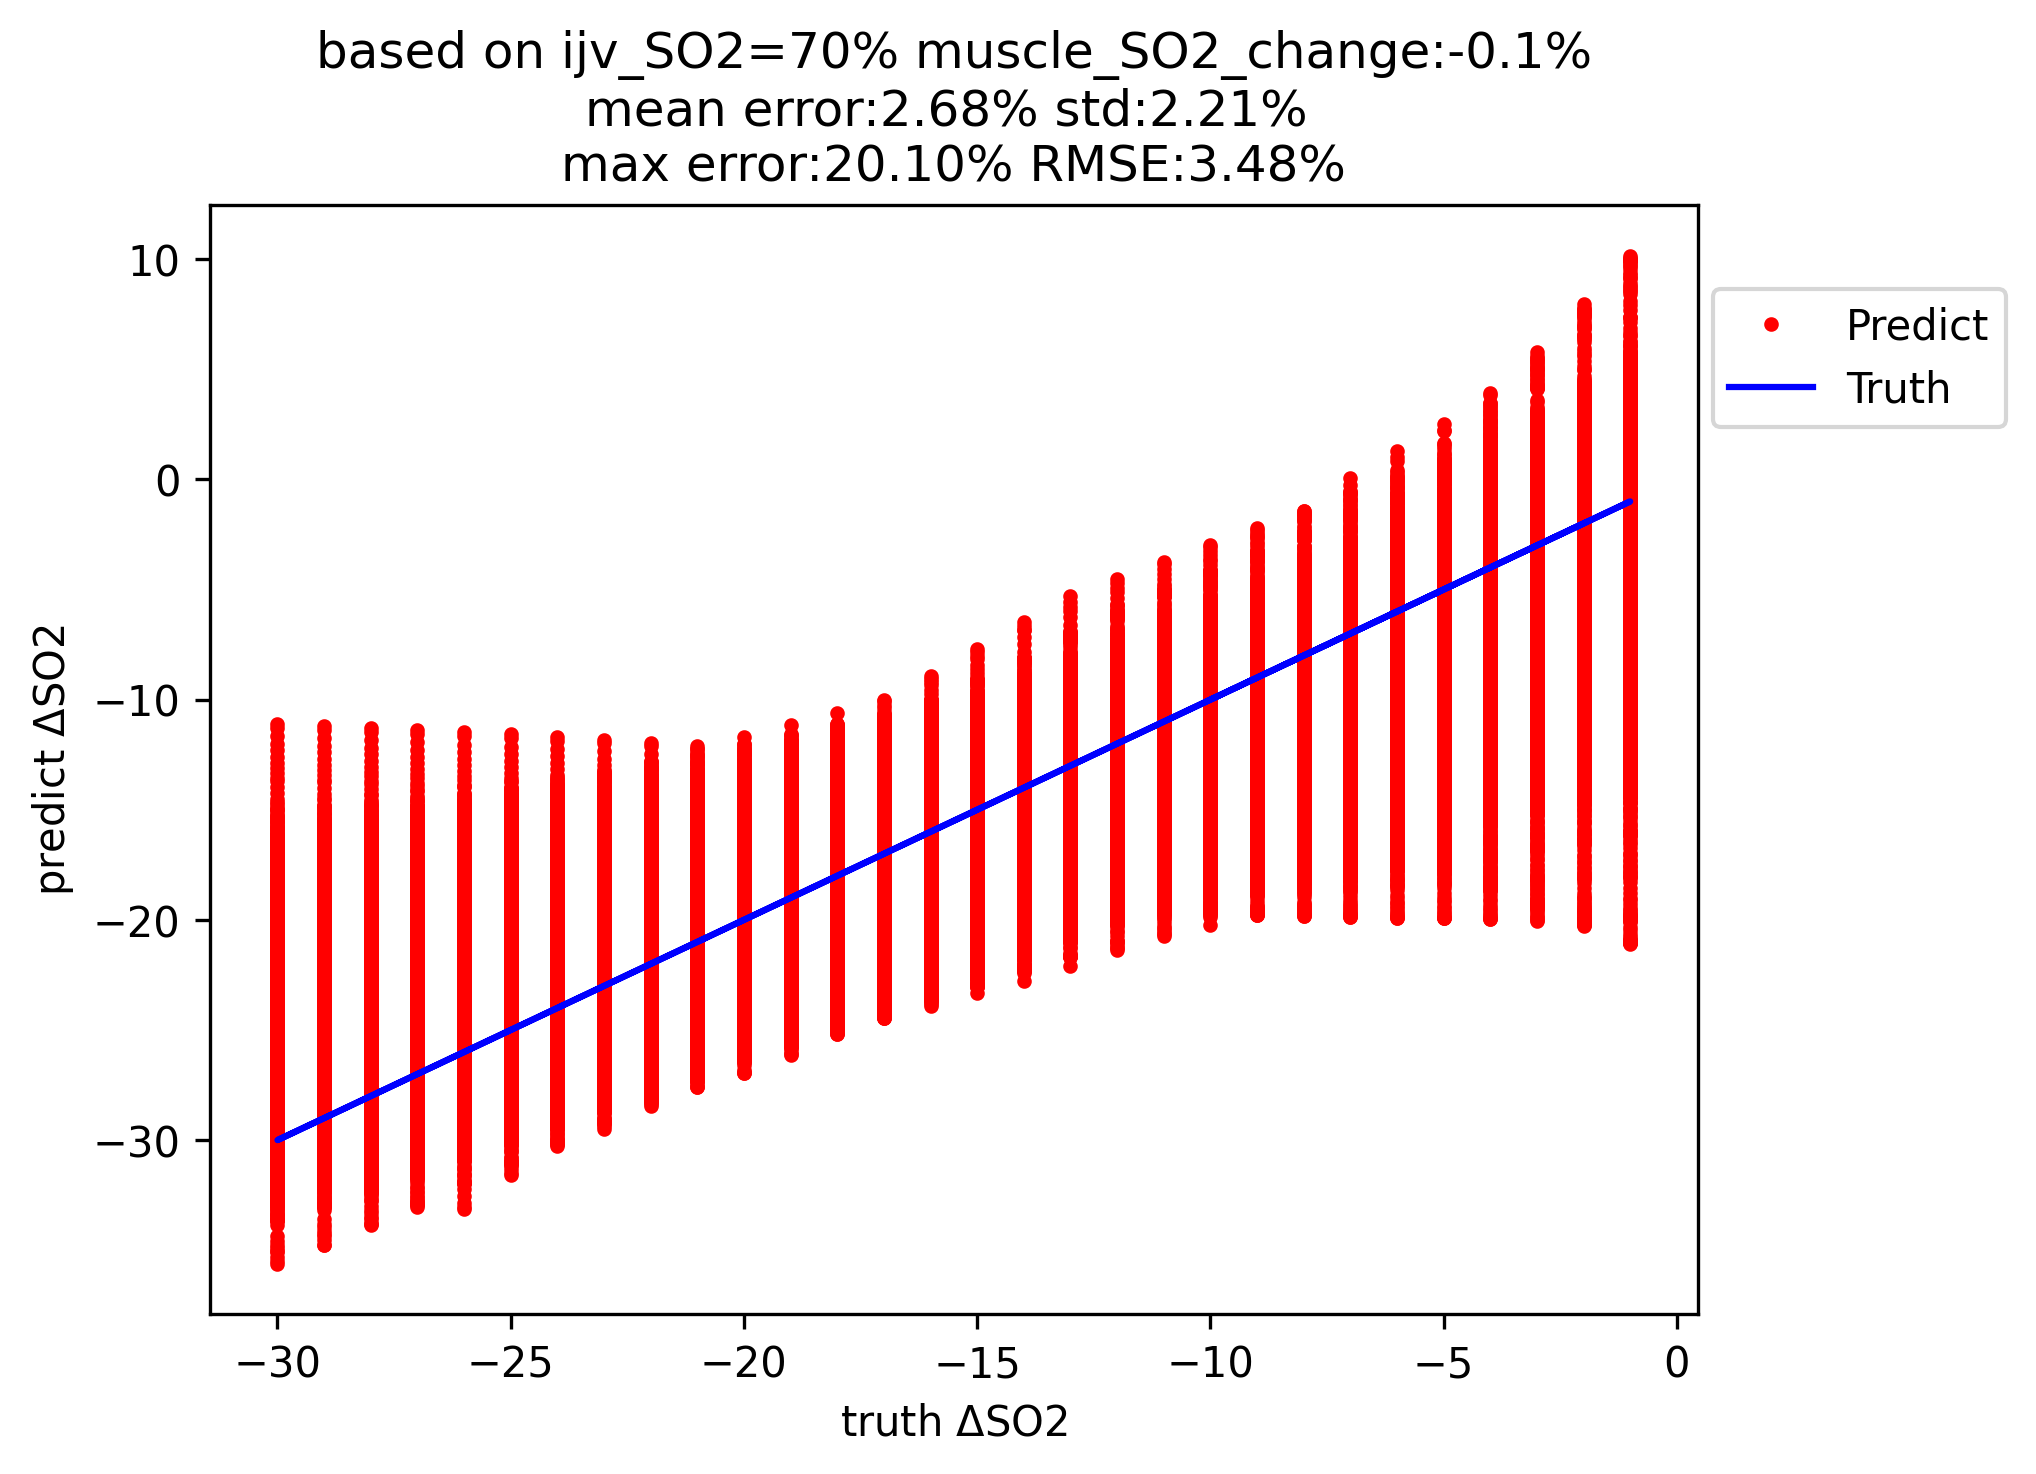 based on ijv_SO2=70% muscle_SO2_change:-0.1%
mean error:2.68% std:2.21%
max error:20.10% RMSE:3.48%
10
0
−10
−20
−30
predict ΔSO2
−30 −25 −20 −15 −10 −5 0
truth ΔSO2
Predict
Truth